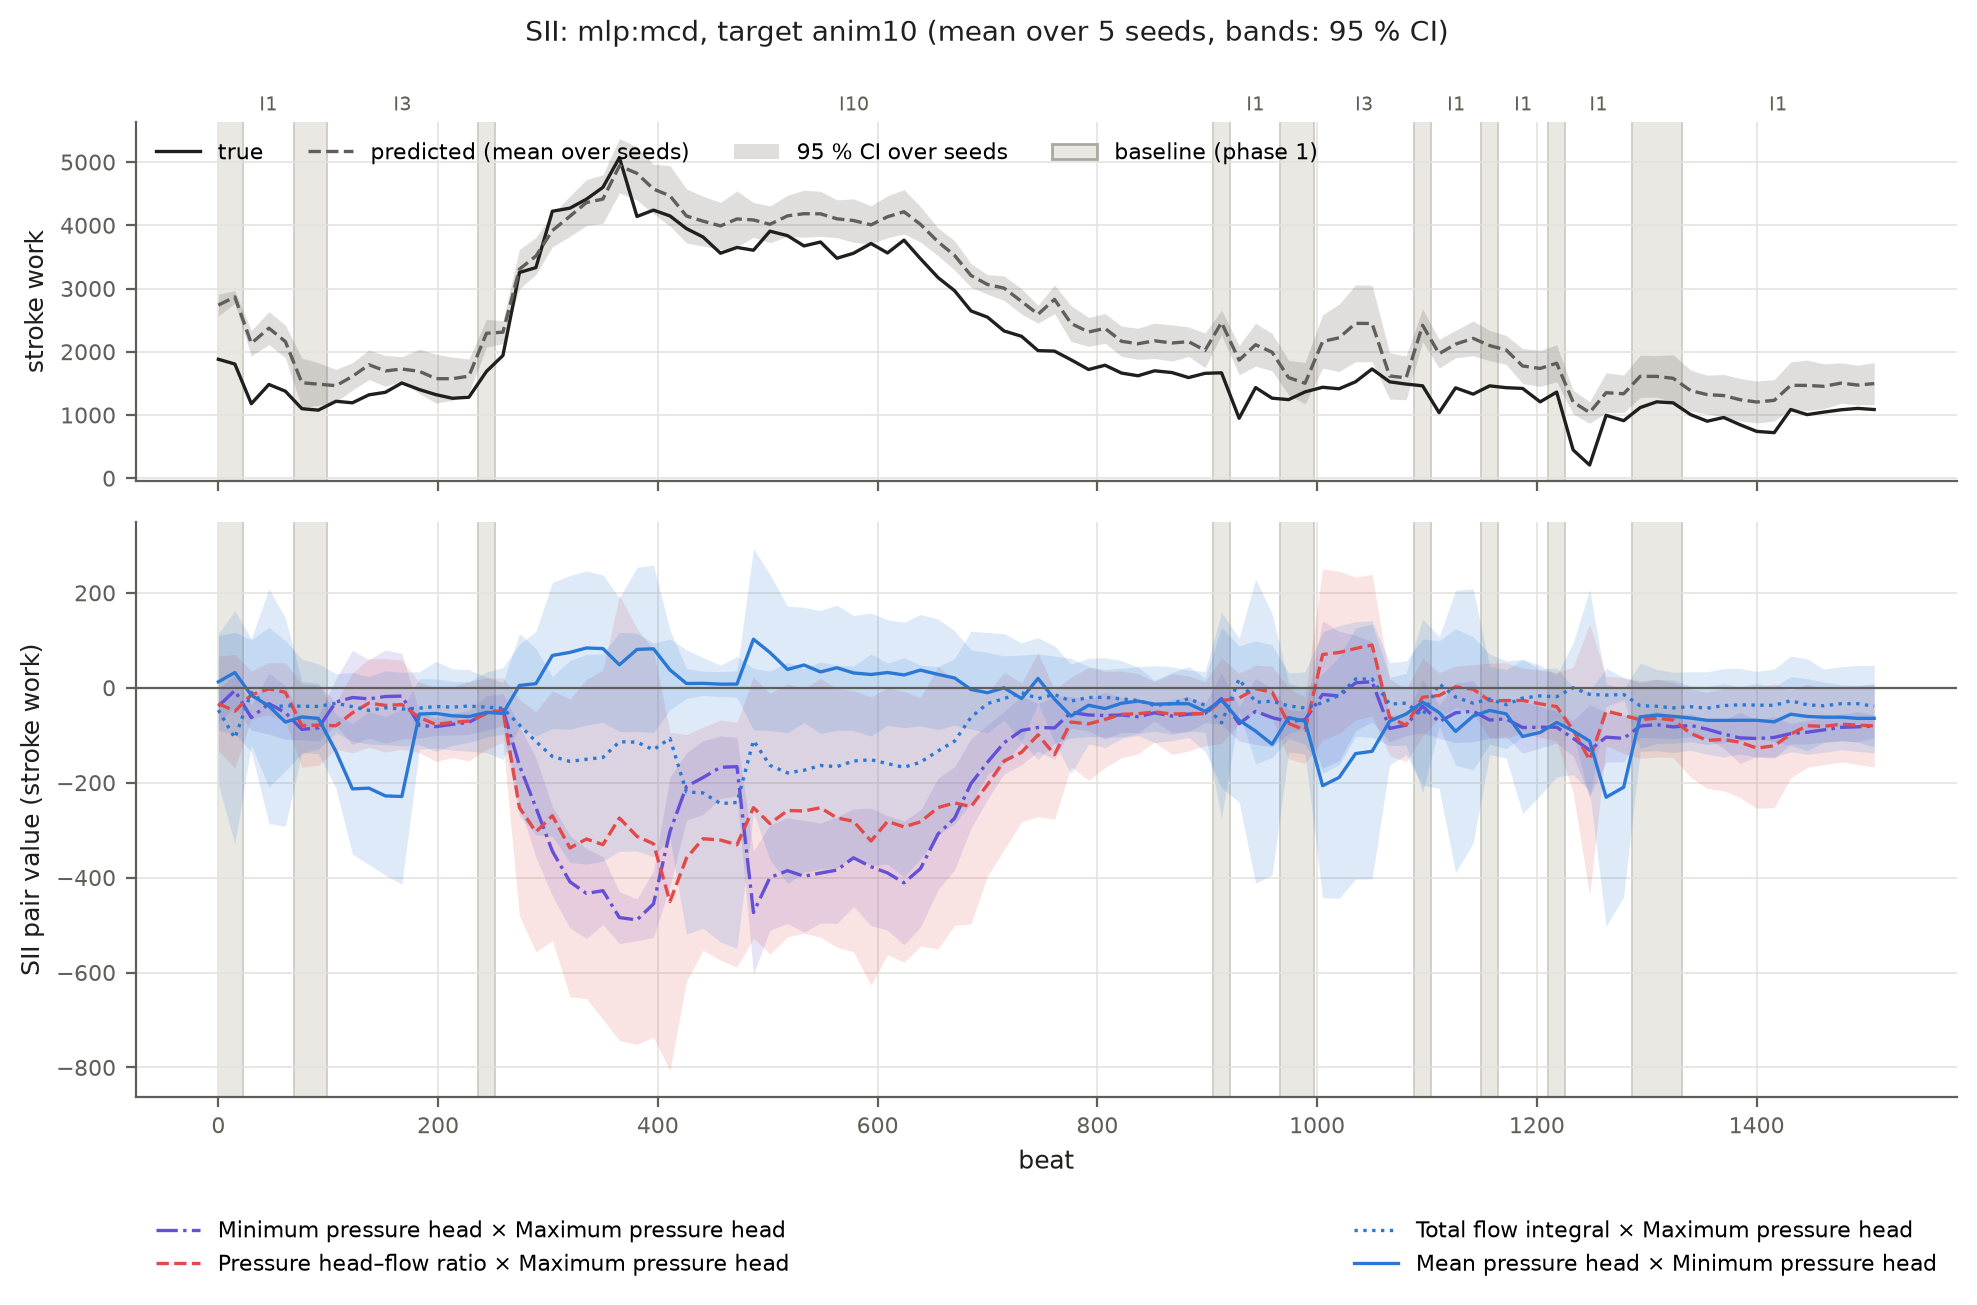 SII: mlp:mcd, target anim10 (mean over 5 seeds, bands: 95 % CI)
I1 I3 I10 I1 I3 I1 I1 I1 I1
true predicted (mean over seeds) 95 % CI over seeds baseline (phase 1)
stroke work
5000
4000
3000
2000
1000
0
SII pair value (stroke work)
200
0
−200
−400
−600
−800
0 200 400 600 800 1000 1200 1400
beat
Minimum pressure head × Maximum pressure head
Pressure head–flow ratio × Maximum pressure head
Total flow integral × Maximum pressure head
Mean pressure head × Minimum pressure head